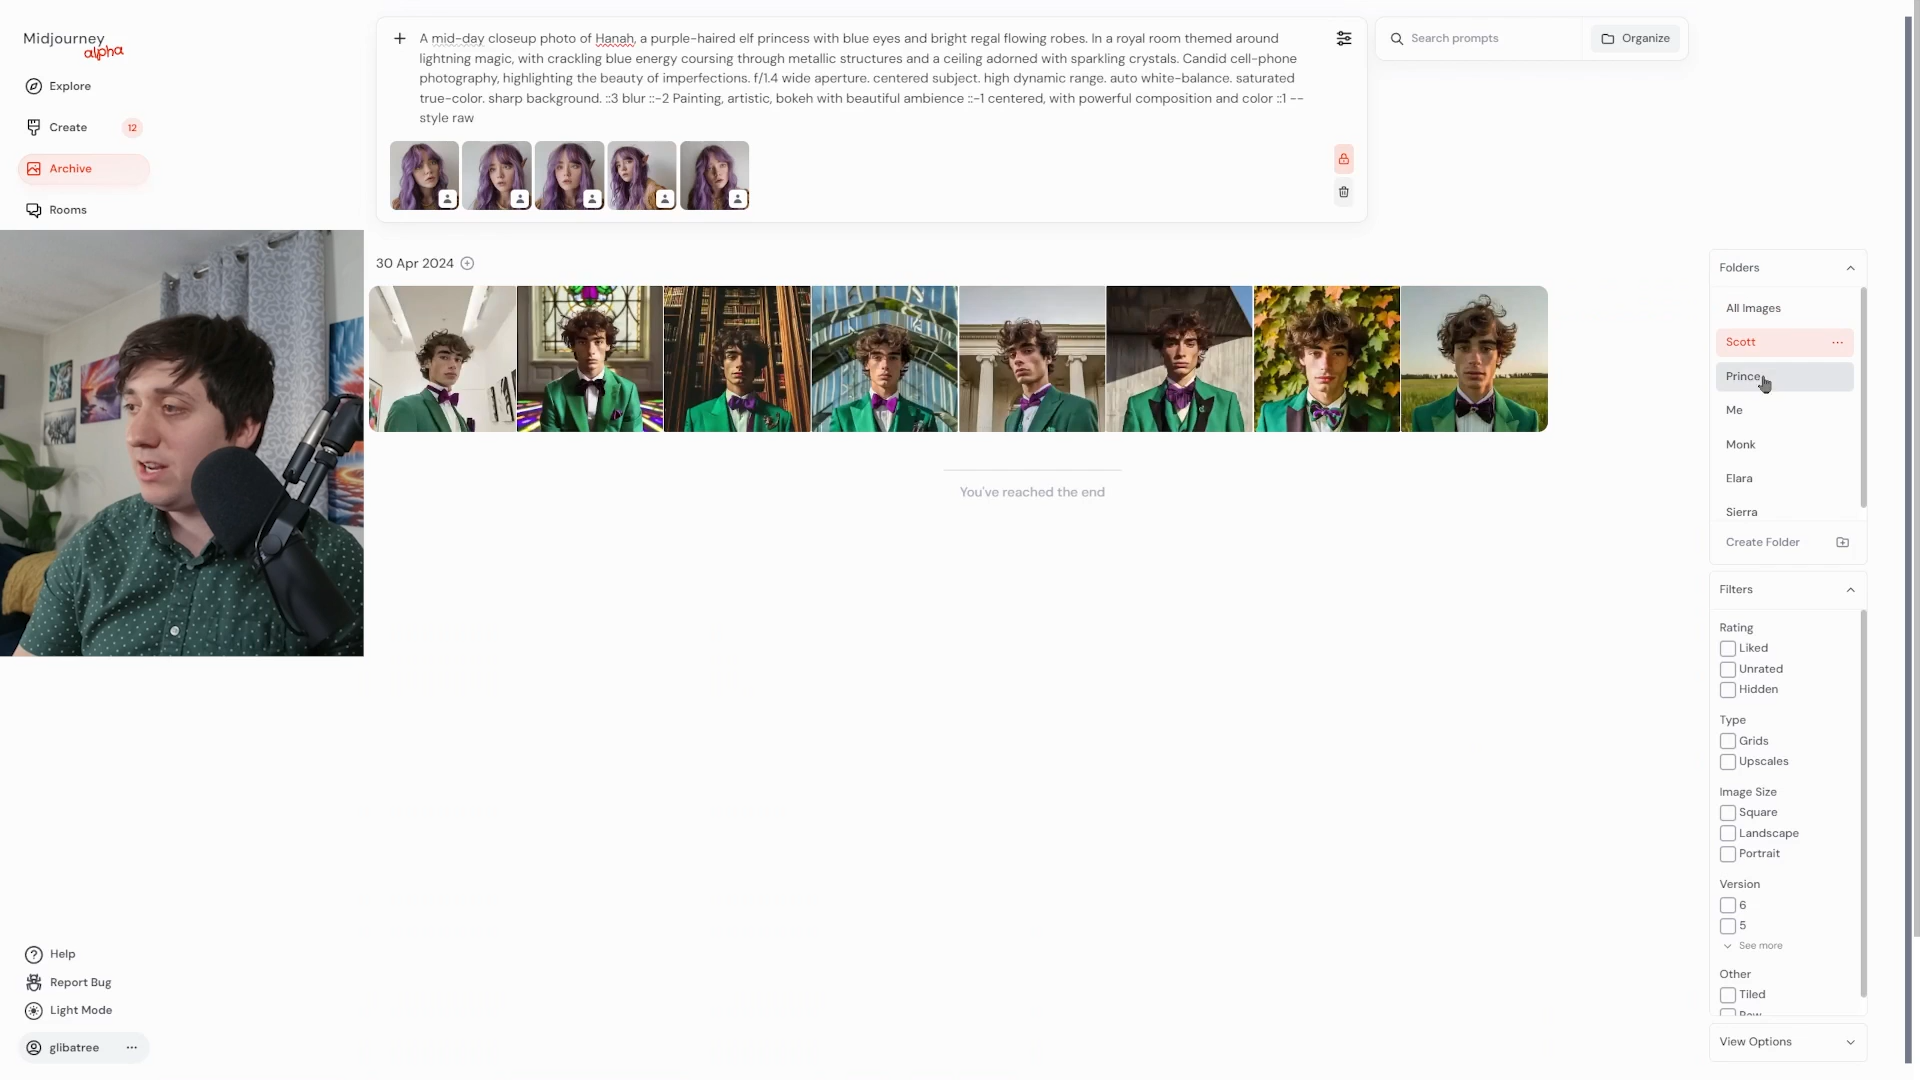 Midjourney
alpha
Explore
Create 12
Archive
Rooms
A mid-day closeup photo of Hanah, a purple-haired elf princess with blue eyes and bright regal flowing robes. In a royal room themed around
lightning magic, with crackling blue energy coursing through metallic structures and a ceiling adorned with sparkling crystals. Candid cell-phone
photography, highlighting the beauty of imperfections. f/1.4 wide aperture. centered subject. high dynamic range. auto white-balance. saturated
true-color. sharp background. ::3 blur ::-2 Painting, artistic, bokeh with beautiful ambience ::-1 centered, with powerful composition and color ::1 --
style raw
Search prompts
Organize
30 Apr 2024
You've reached the end
Folders
All Images
Scott
Prince
Me
Monk
Elara
Sierra
Create Folder
Filters
Rating
Liked
Unrated
Hidden
Type
Grids
Upscales
Image Size
Square
Landscape
Portrait
Version
6
5
See more
Other
Tiled
Raw
View Options
Help
Report Bug
Light Mode
glibatree